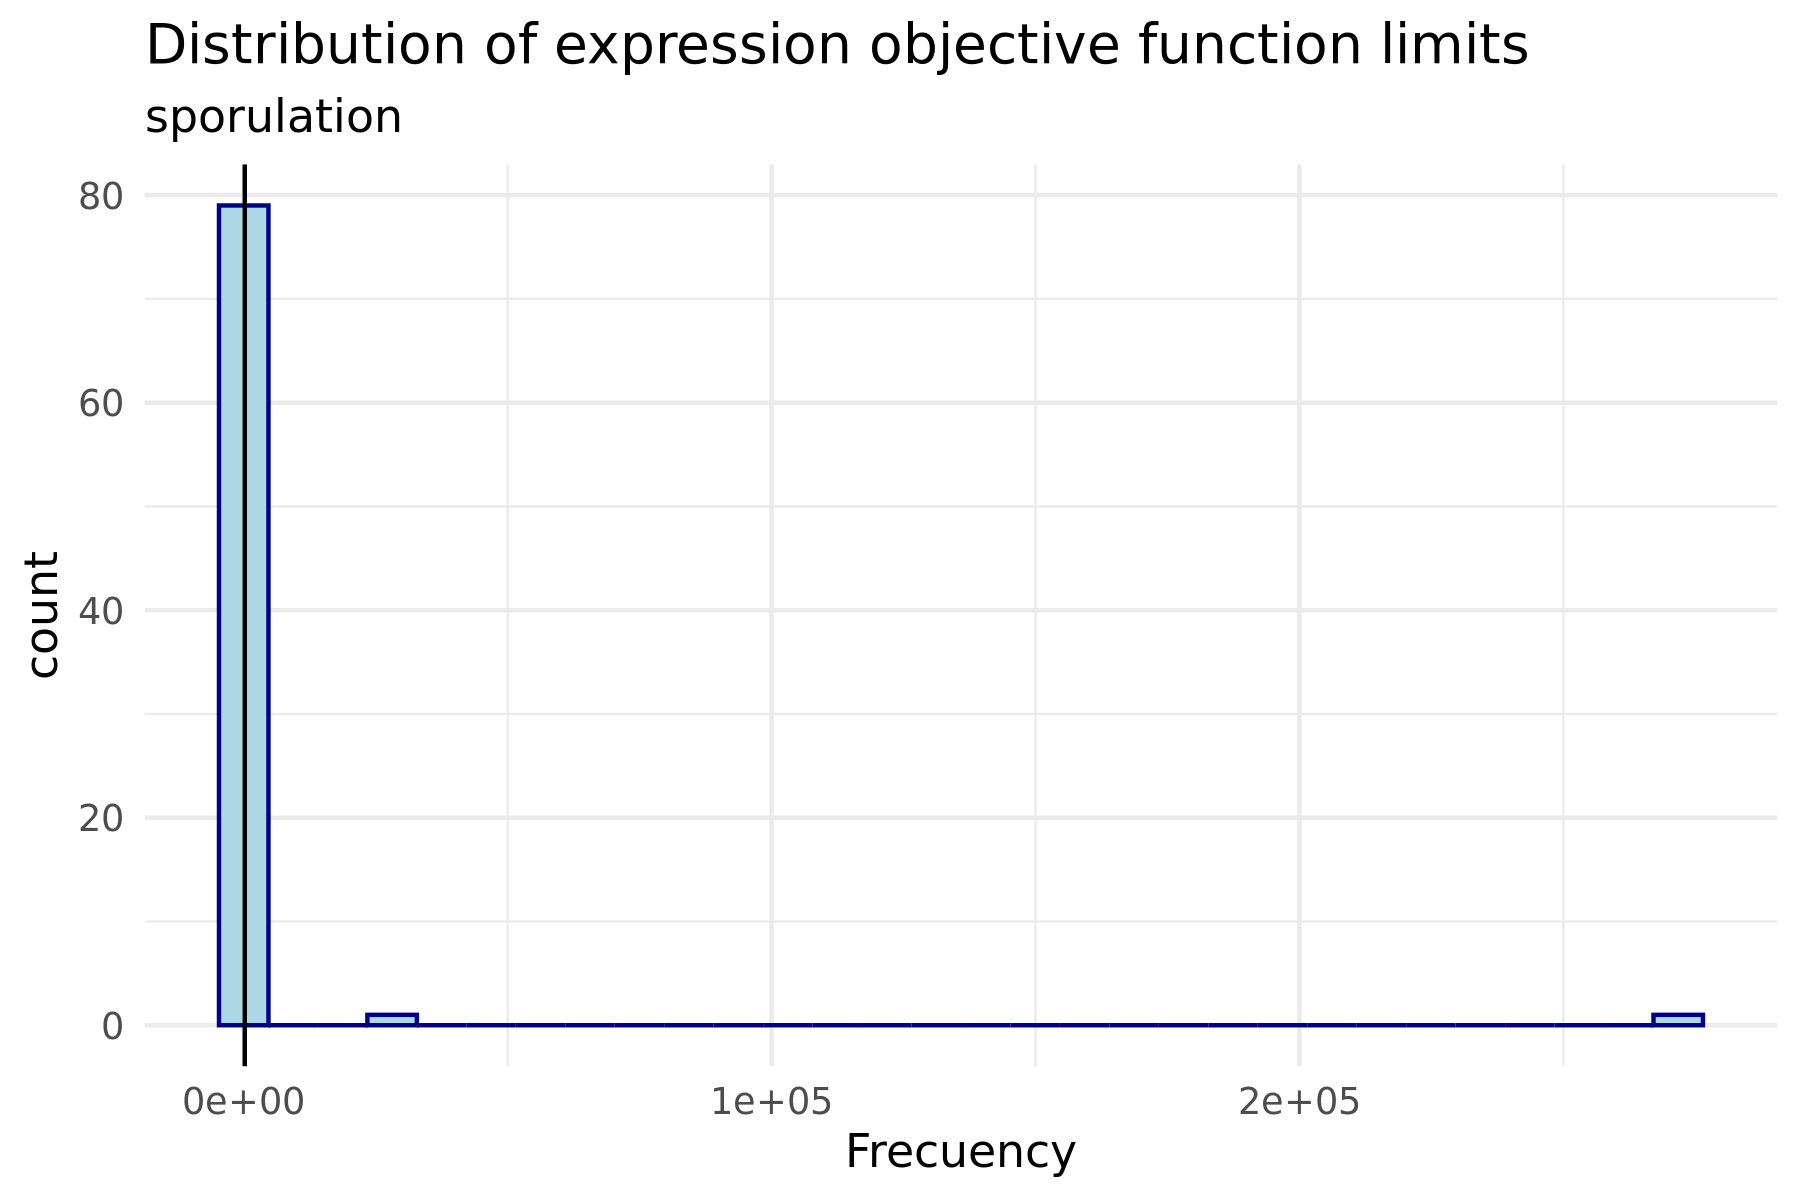 Distribution of expression objective function limits
sporulation
80
60
40
20
0
count
0e+00 1e+05 2e+05
Frecuency